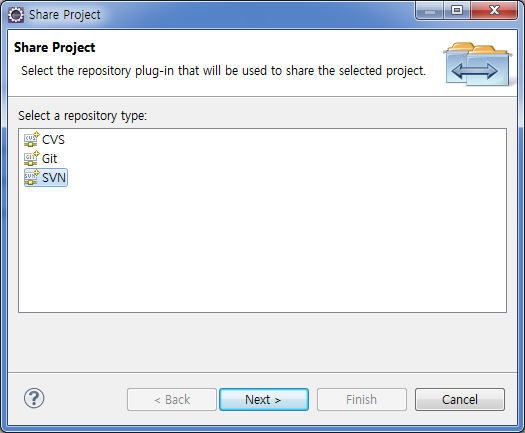 Share Project
Share Project
Select the repository plug-in that will be used to share the selected project.
Select a repository type:
CVS
Git
SVN
?
< Back
Next >
Finish
Cancel